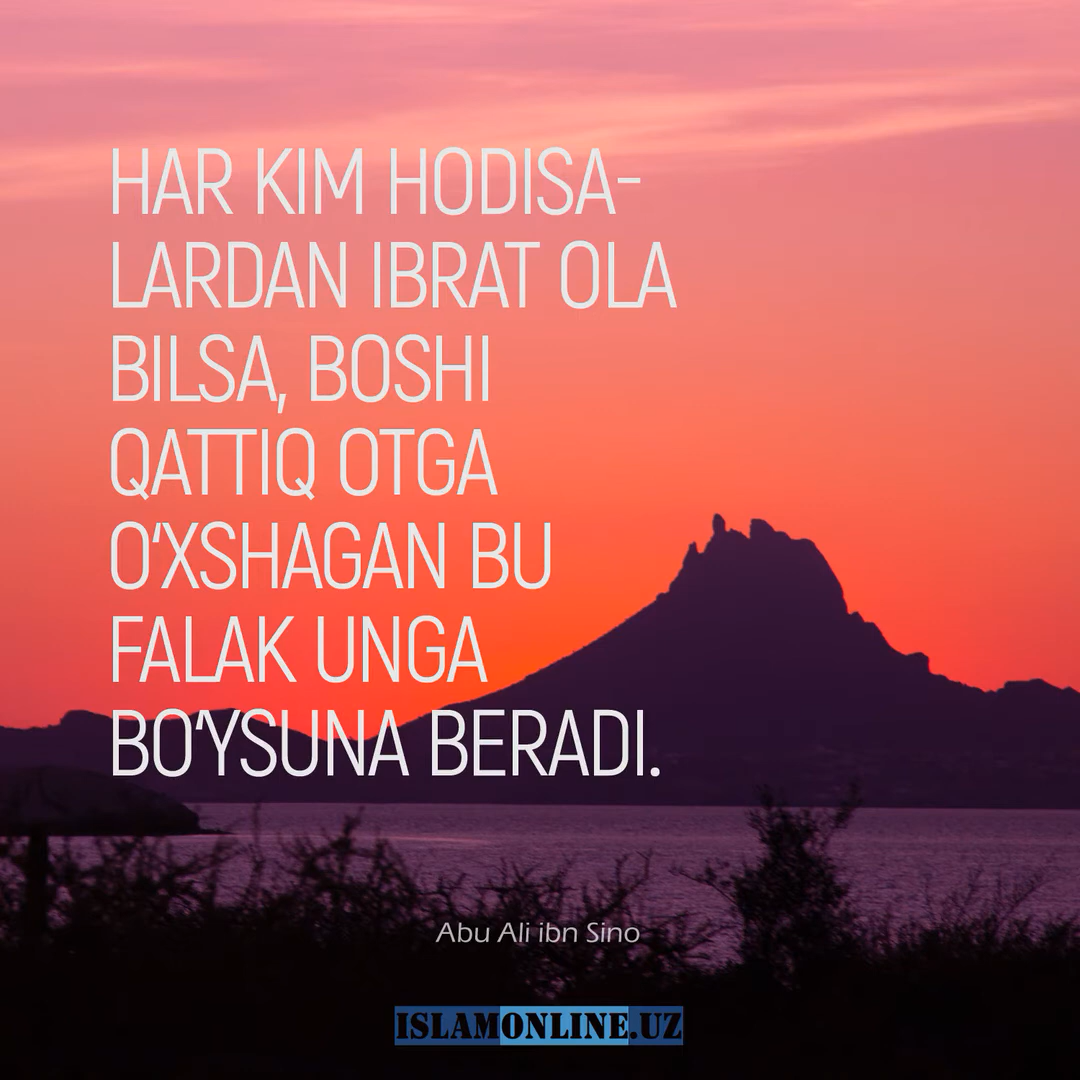 HAR KIM HODISA-
LARDAN IBRAT OLA
BILSA, BOSHI
QATTIQ OTGA
O‘XSHAGAN BU
FALAK UNGA
BO‘YSUNA BERADI.
Abu Ali ibn Sino
ISLAMONLINE.UZ